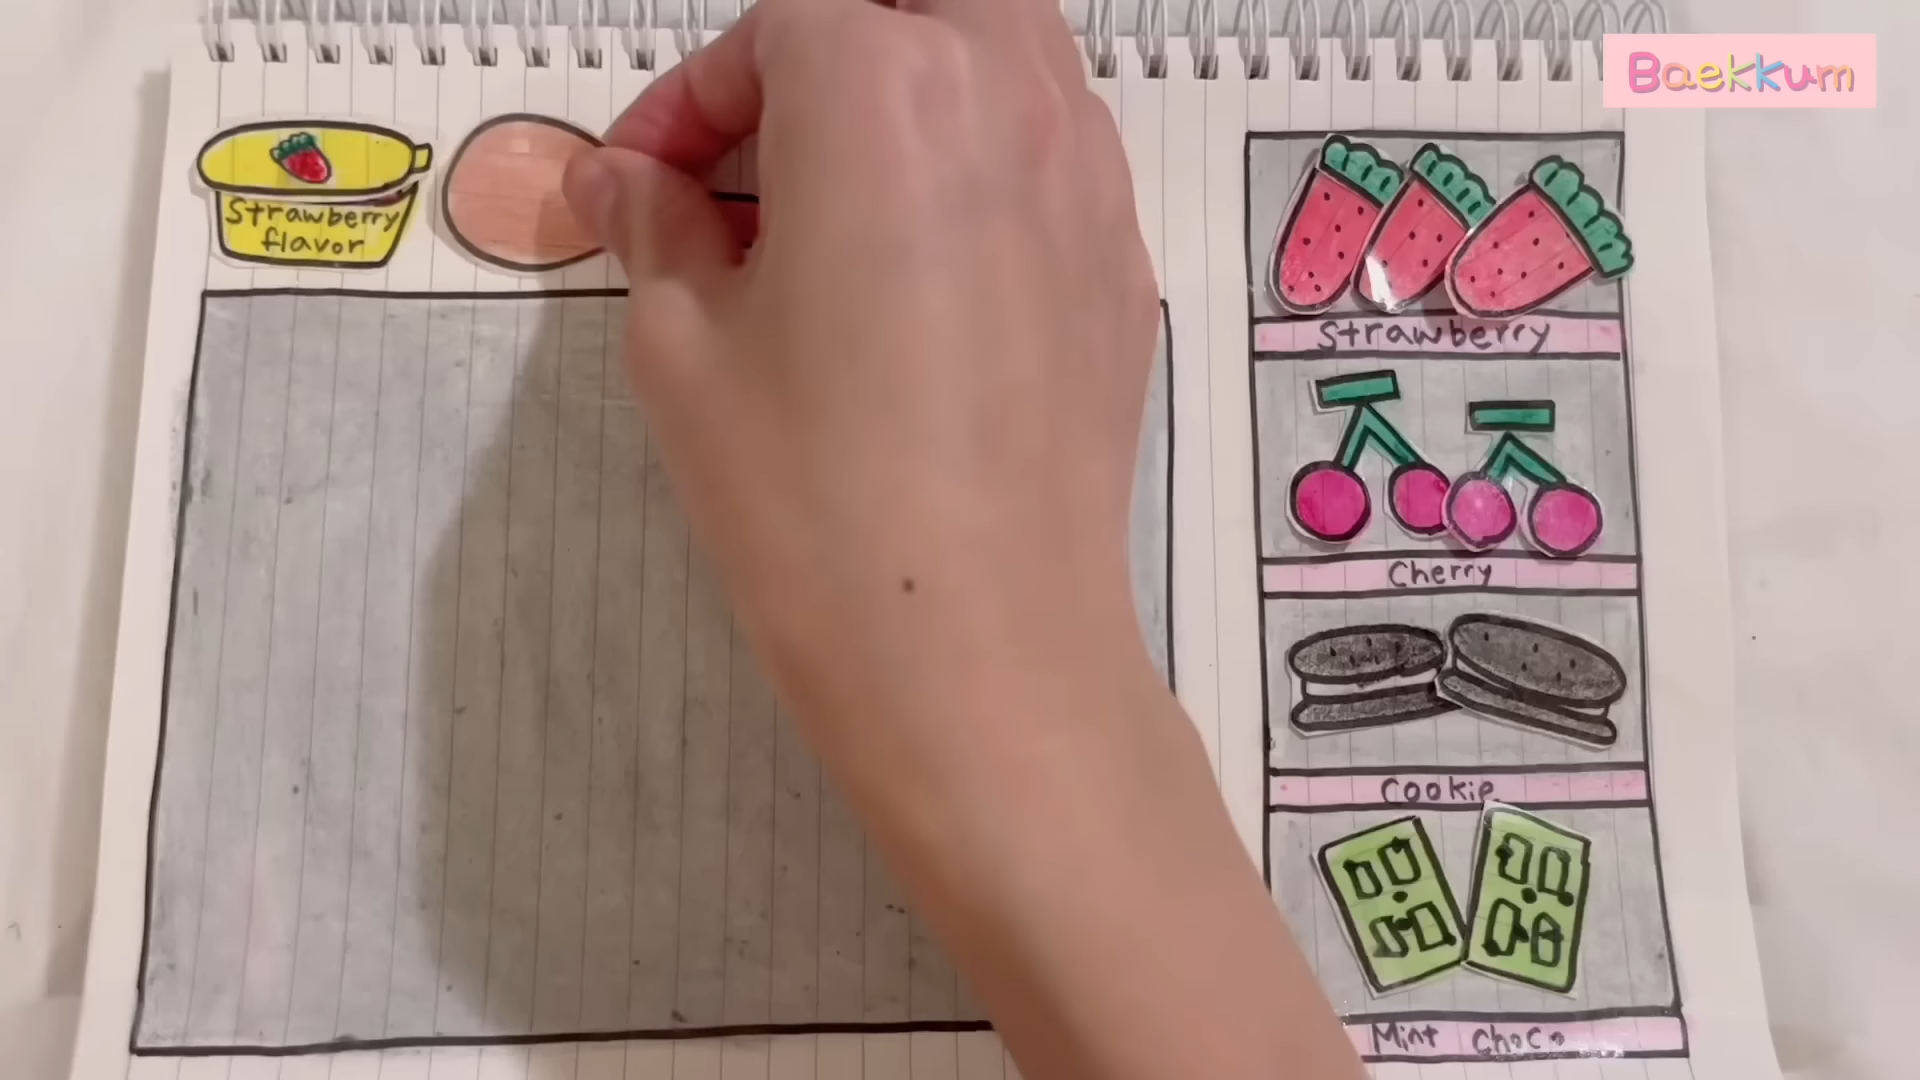 Baekkum
Strawberry
flavor
Strawberry
Cherry
Cookie
Mint Choco